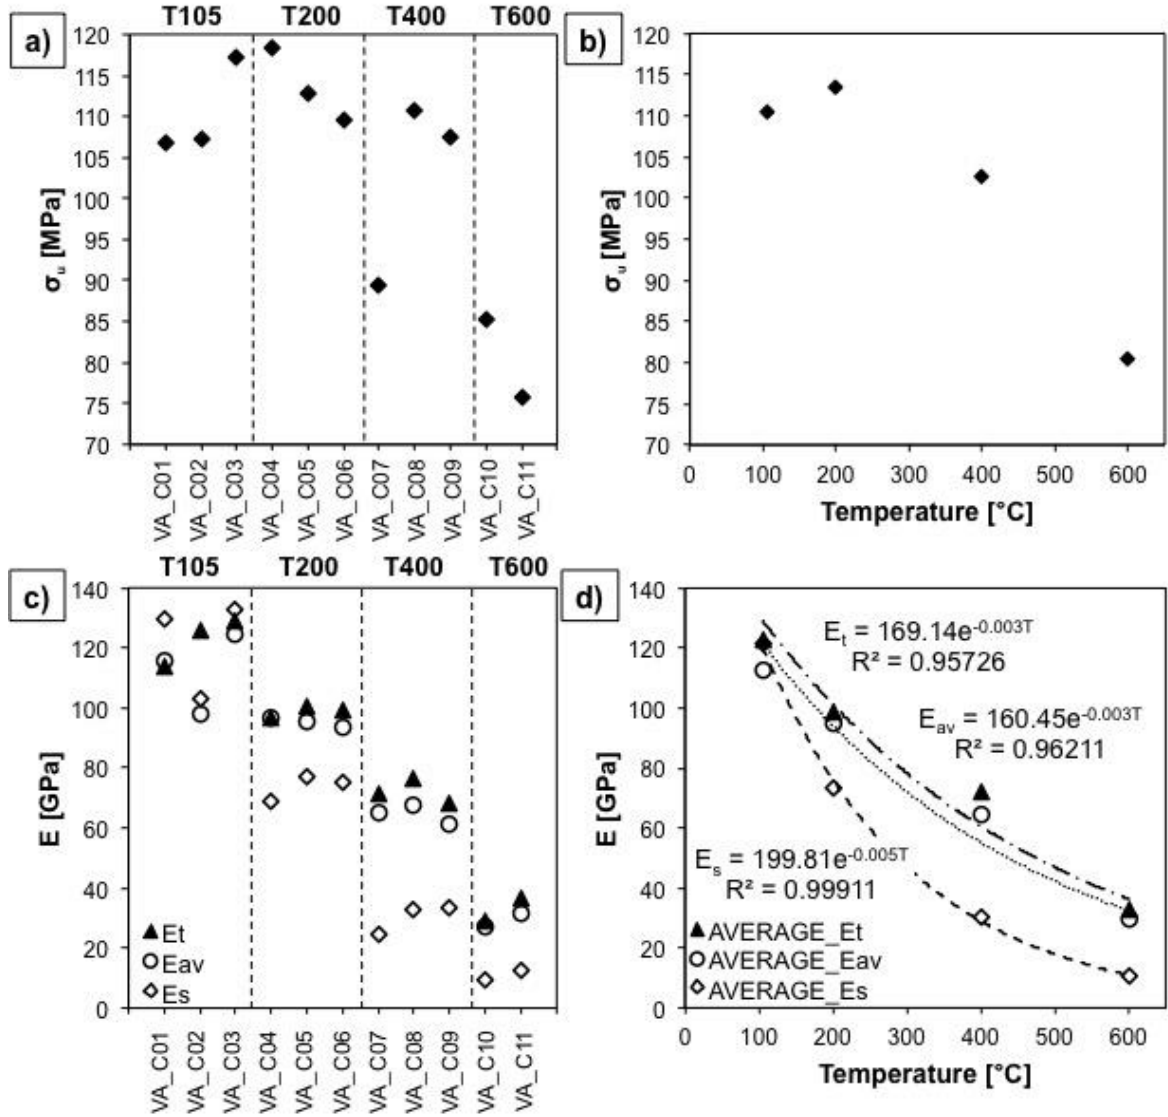 a)
T105 T200 T400 T600
120
115
110
105
100
95
90
85
80
75
70
σu [MPa]
VA_C01
VA_C02
VA_C03
VA_C04
VA_C05
VA_C06
VA_C07
VA_C08
VA_C09
VA_C10
VA_C11
b)
120
115
110
105
100
95
90
85
80
75
70
σu [MPa]
0 100 200 300 400 500 600
Temperature [°C]
c)
T105 T200 T400 T600
140
120
100
80
60
40
20
0
E [GPa]
Et
Eav
Es
VA_C01
VA_C02
VA_C03
VA_C04
VA_C05
VA_C06
VA_C07
VA_C08
VA_C09
VA_C10
VA_C11
d)
140
120
100
80
60
40
20
0
E [GPa]
Et = 169.14e-0.003T
R² = 0.95726
Eav = 160.45e-0.003T
R² = 0.96211
Es = 199.81e-0.005T
R² = 0.99911
AVERAGE_Et
AVERAGE_Eav
AVERAGE_Es
0 100 200 300 400 500 600
Temperature [°C]